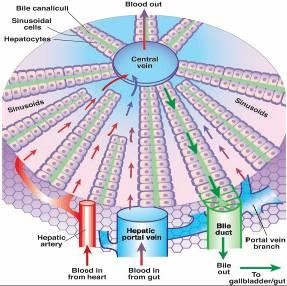 Bile canaliculi
Sinusoidal
cells
Hepatocytes
Blood out
Central
vein
Sinusoids
Sinusoids
Hepatic
artery
Hepatic
portal vein
Bile
duct
Portal vein
branch
Blood in
from heart
Blood in
from gut
Bile
out
To
gallbladder/gut